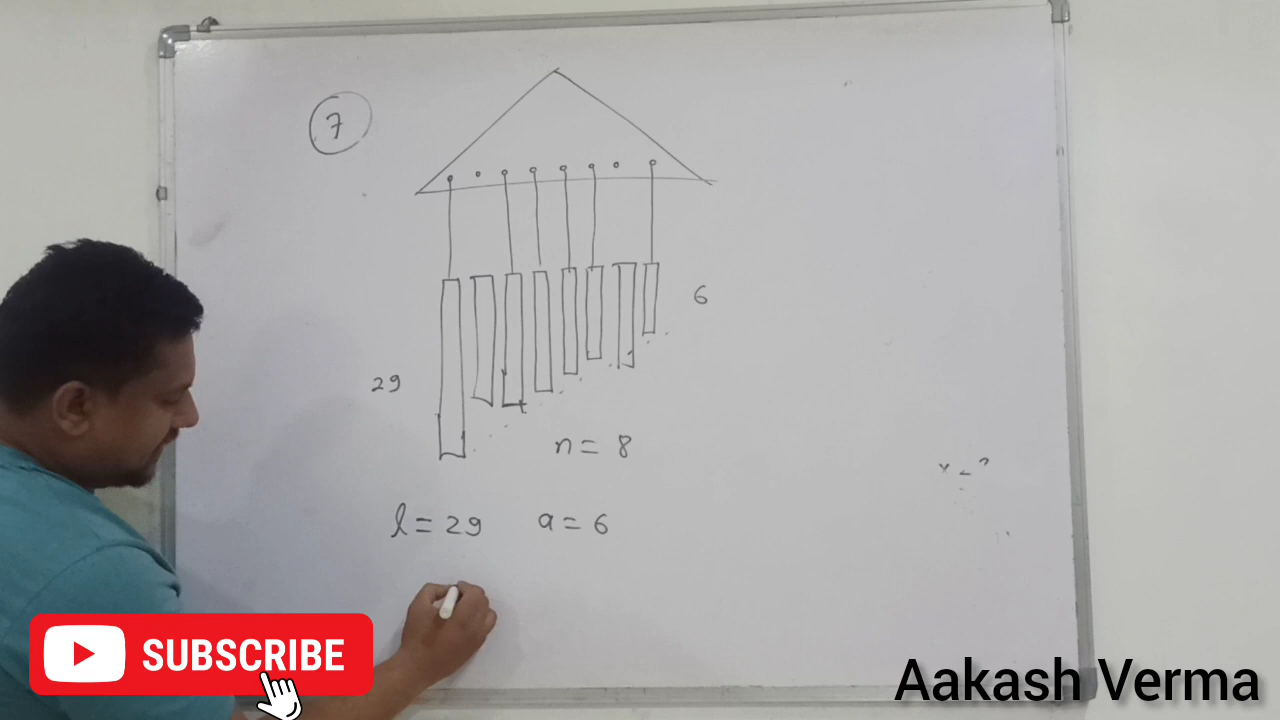 7
6
29
n = 8
l = 29 a = 6
SUBSCRIBE
Aakash Verma